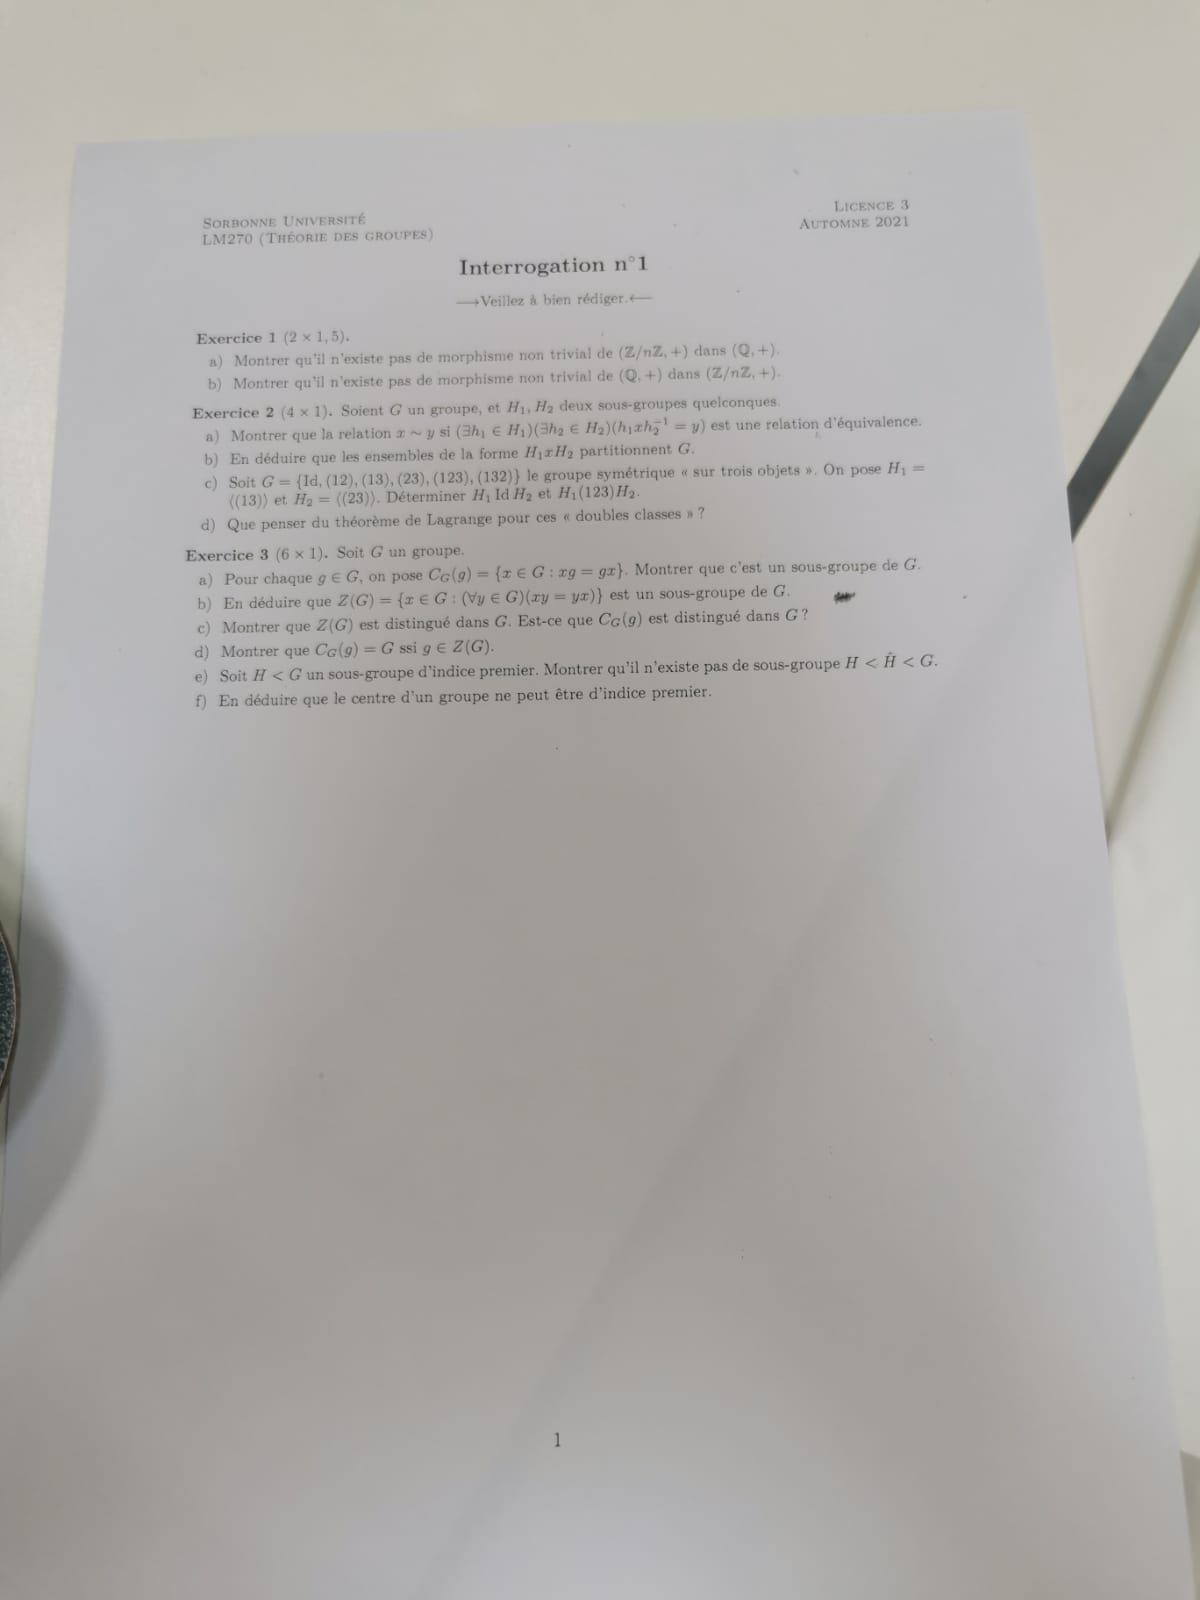 SORBONNE UNIVERSITÉ
LM270 (THÉORIE DES GROUPES)
LICENCE 3
AUTOMNE 2021
Interrogation n°1
→Veillez à bien rédiger.←
Exercice 1 (2 × 1,5).
a) Montrer qu'il n'existe pas de morphisme non trivial de (ℤ/nℤ, +) dans (ℚ, +).
b) Montrer qu'il n'existe pas de morphisme non trivial de (ℚ, +) dans (ℤ/nℤ, +).
Exercice 2 (4 × 1). Soient G un groupe, et H₁, H₂ deux sous-groupes quelconques.
a) Montrer que la relation x ∼ y si (∃h₁ ∈ H₁)(∃h₂ ∈ H₂)(h₁xh₂⁻¹ = y) est une relation d'équivalence.
b) En déduire que les ensembles de la forme H₁xH₂ partitionnent G.
c) Soit G = {Id, (12), (13), (23), (123), (132)} le groupe symétrique « sur trois objets ». On pose H₁ =
⟨(13)⟩ et H₂ = ⟨(23)⟩. Déterminer H₁ Id H₂ et H₁(123)H₂.
d) Que penser du théorème de Lagrange pour ces « doubles classes » ?
Exercice 3 (6 × 1). Soit G un groupe.
a) Pour chaque g ∈ G, on pose C_G(g) = {x ∈ G : xg = gx}. Montrer que c'est un sous-groupe de G.
b) En déduire que Z(G) = {x ∈ G : (∀y ∈ G)(xy = yx)} est un sous-groupe de G.
c) Montrer que Z(G) est distingué dans G. Est-ce que C_G(g) est distingué dans G ?
d) Montrer que C_G(g) = G ssi g ∈ Z(G).
e) Soit H < G un sous-groupe d'indice premier. Montrer qu'il n'existe pas de sous-groupe H < Ĥ < G.
f) En déduire que le centre d'un groupe ne peut être d'indice premier.
1